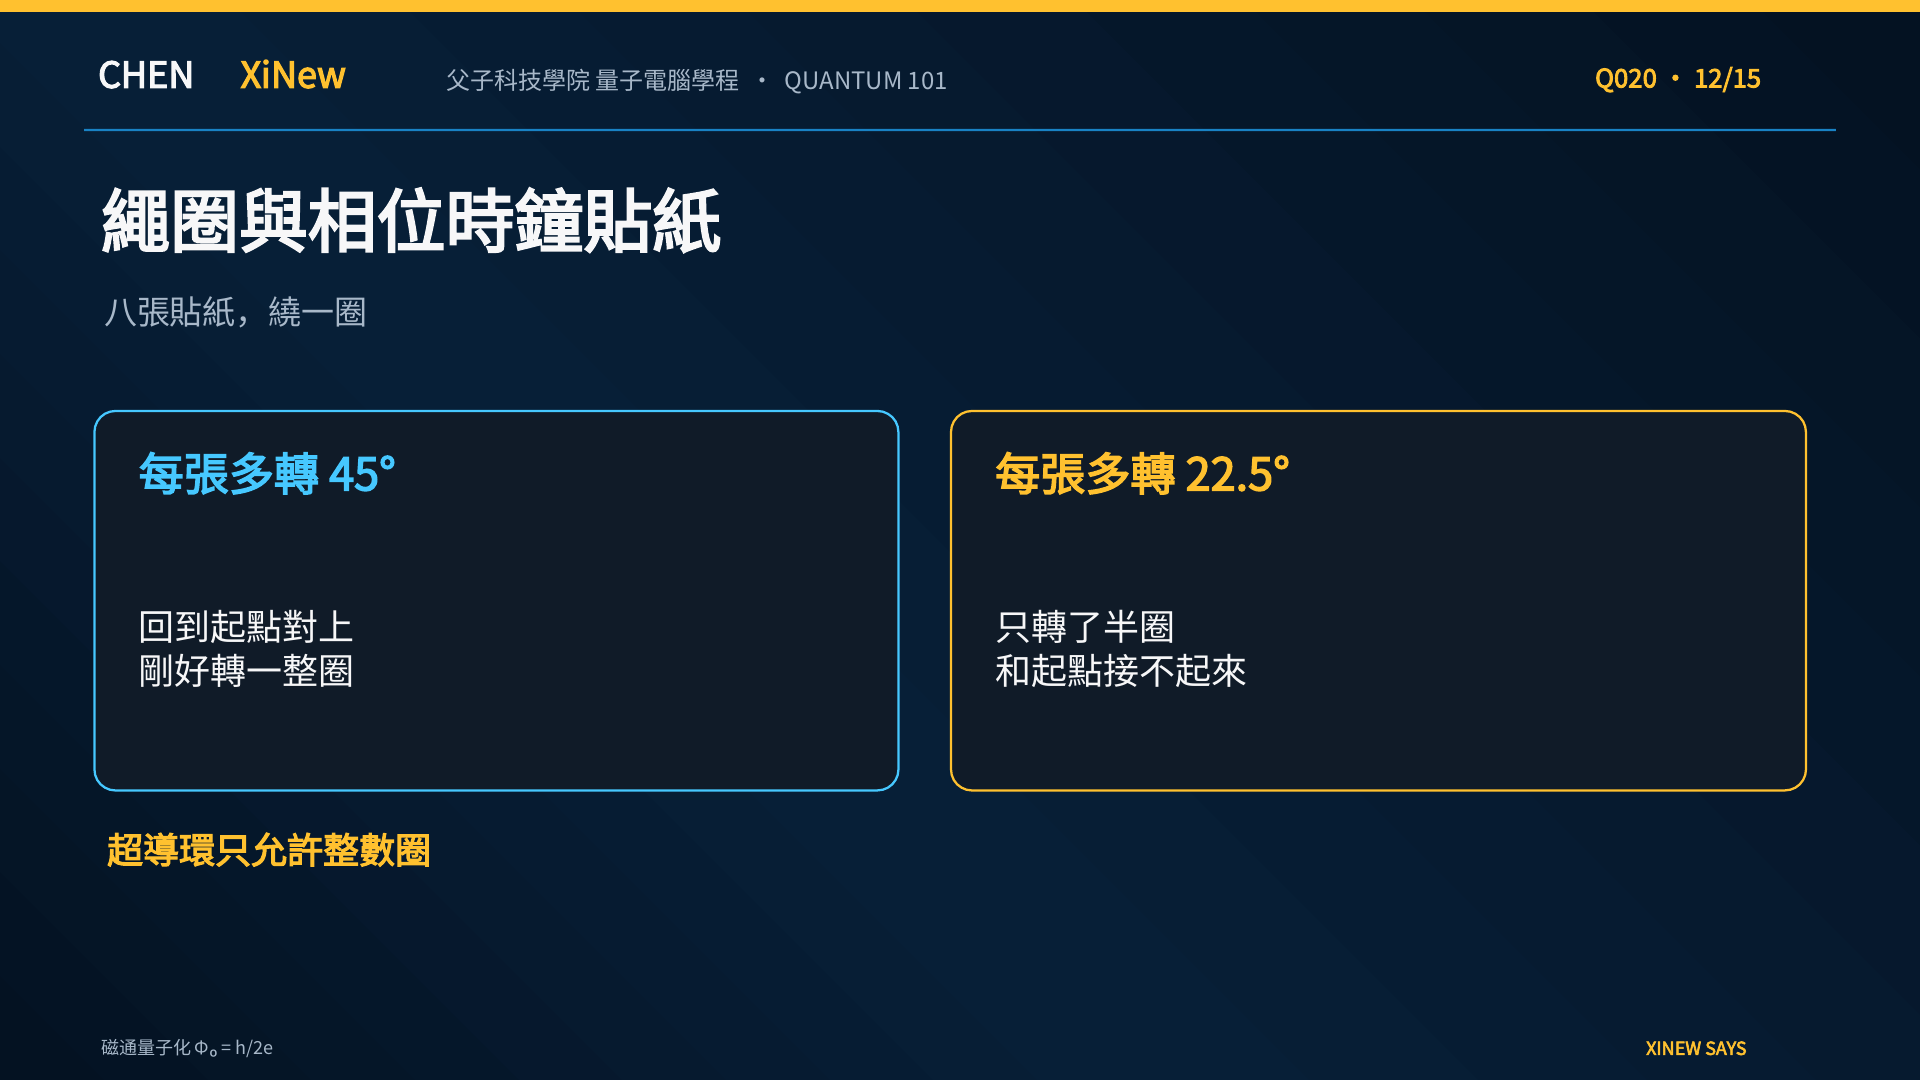 CHEN XiNew 父子科技學院 量子電腦學程 • QUANTUM 101 Q020 • 12/15
繩圈與相位時鐘貼紙
八張貼紙，繞一圈
每張多轉 45°
回到起點對上
剛好轉一整圈
每張多轉 22.5°
只轉了半圈
和起點接不起來
超導環只允許整數圈
磁通量子化 Φ₀ = h/2e
XINEW SAYS